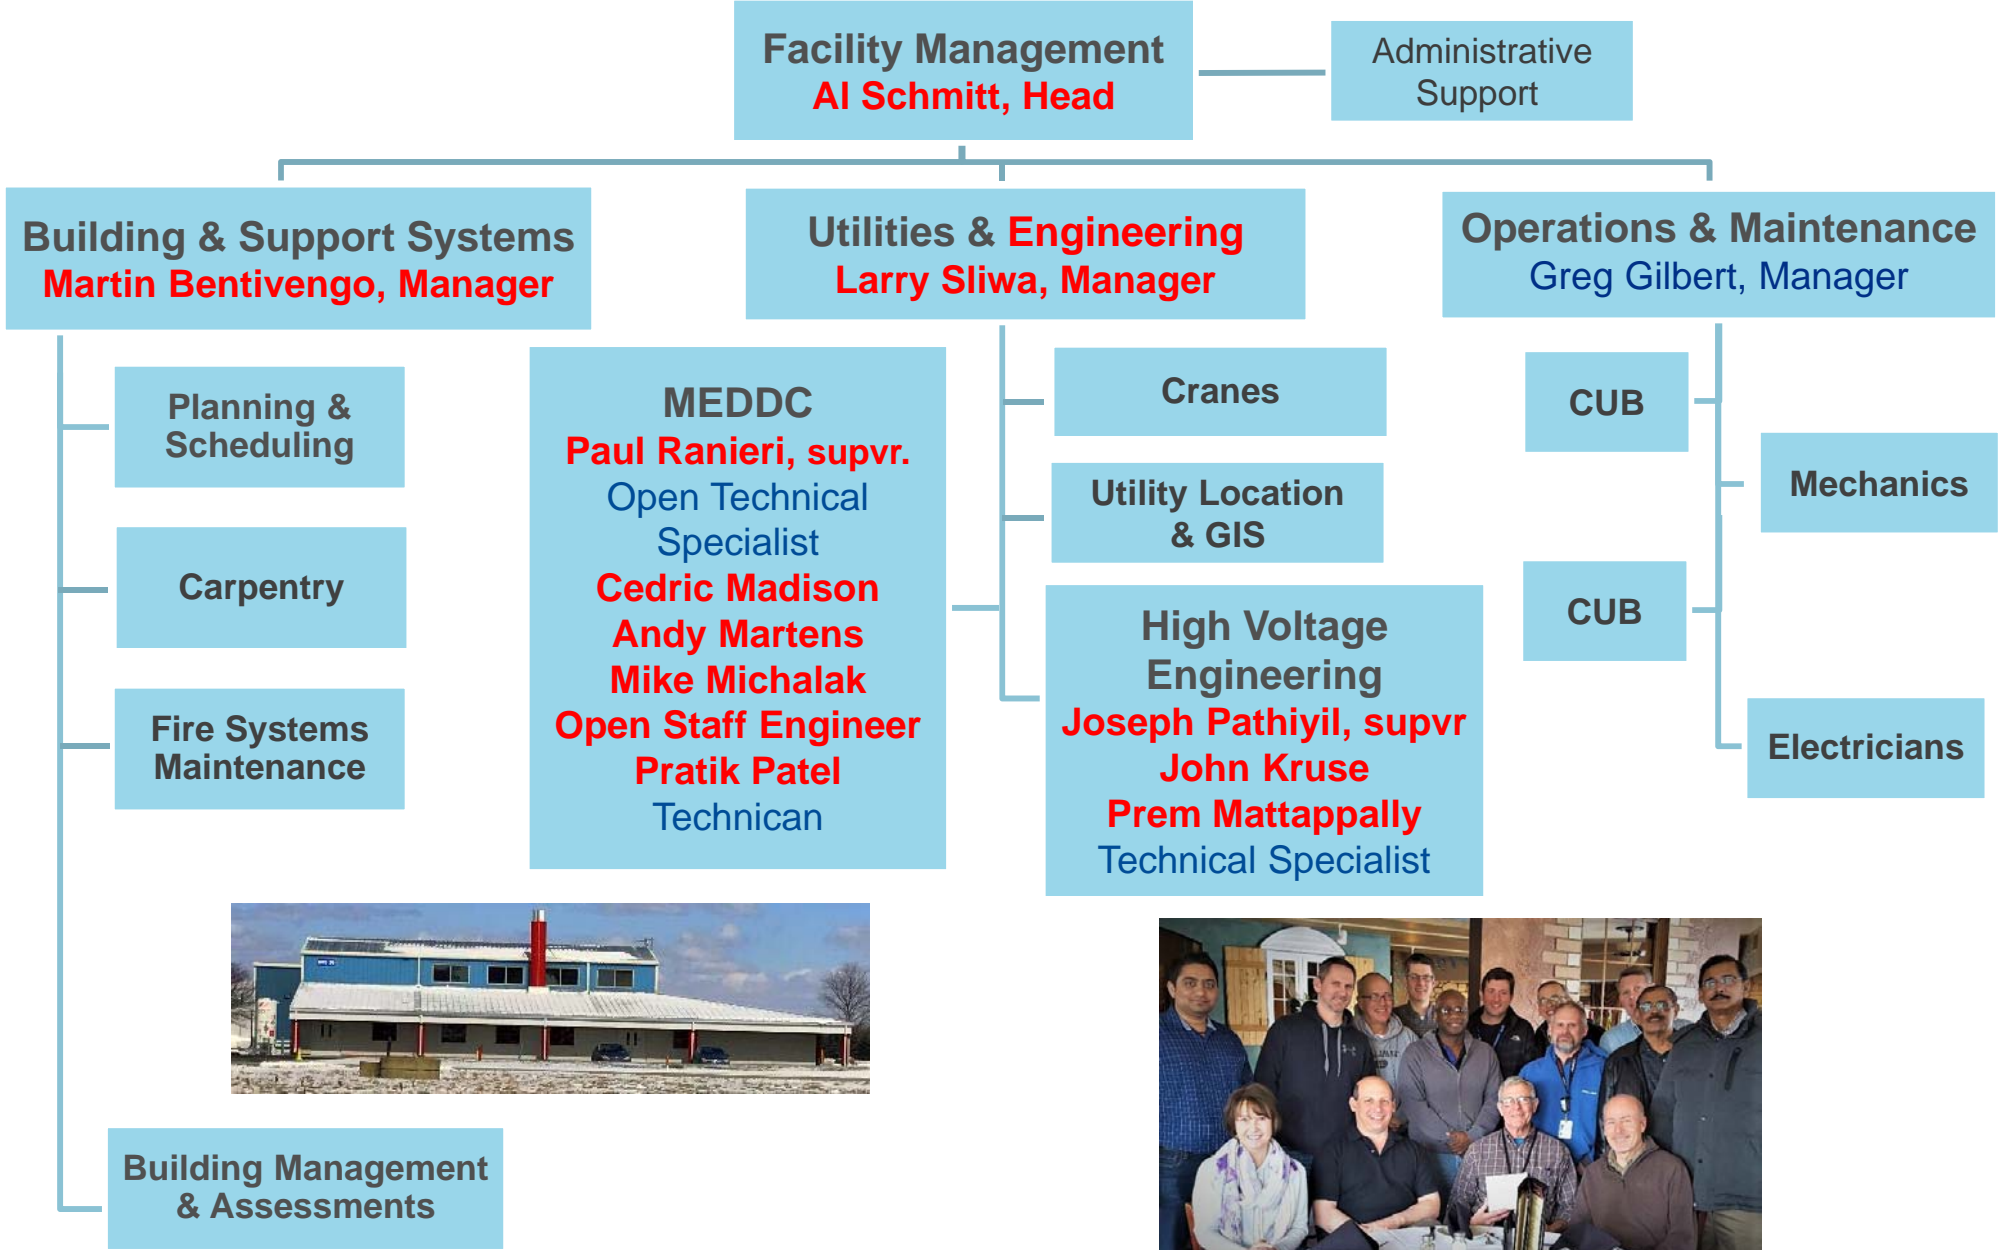 Facility Management
Al Schmitt, Head
Administrative
Support
Building & Support Systems
Martin Bentivengo, Manager
Utilities & Engineering
Larry Sliwa, Manager
Operations & Maintenance
Greg Gilbert, Manager
Planning &
Scheduling
Carpentry
Fire Systems
Maintenance
Building Management
& Assessments
MEDDC
Paul Ranieri, supvr.
Open Technical
Specialist
Cedric Madison
Andy Martens
Mike Michalak
Open Staff Engineer
Pratik Patel
Technican
Cranes
Utility Location
& GIS
High Voltage
Engineering
Joseph Pathiyil, supvr
John Kruse
Prem Mattappally
Technical Specialist
CUB
Mechanics
CUB
Electricians